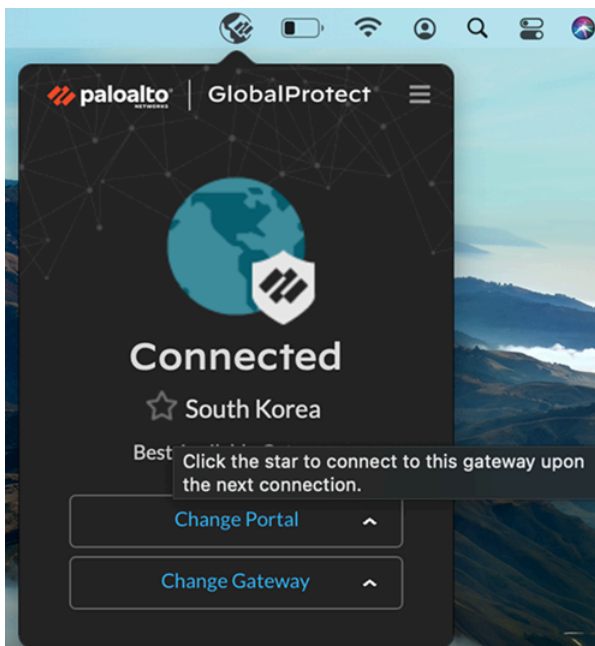 paloalto NETWORKS GlobalProtect
Connected
South Korea
Best
Click the star to connect to this gateway upon
the next connection.
Change Portal
Change Gateway